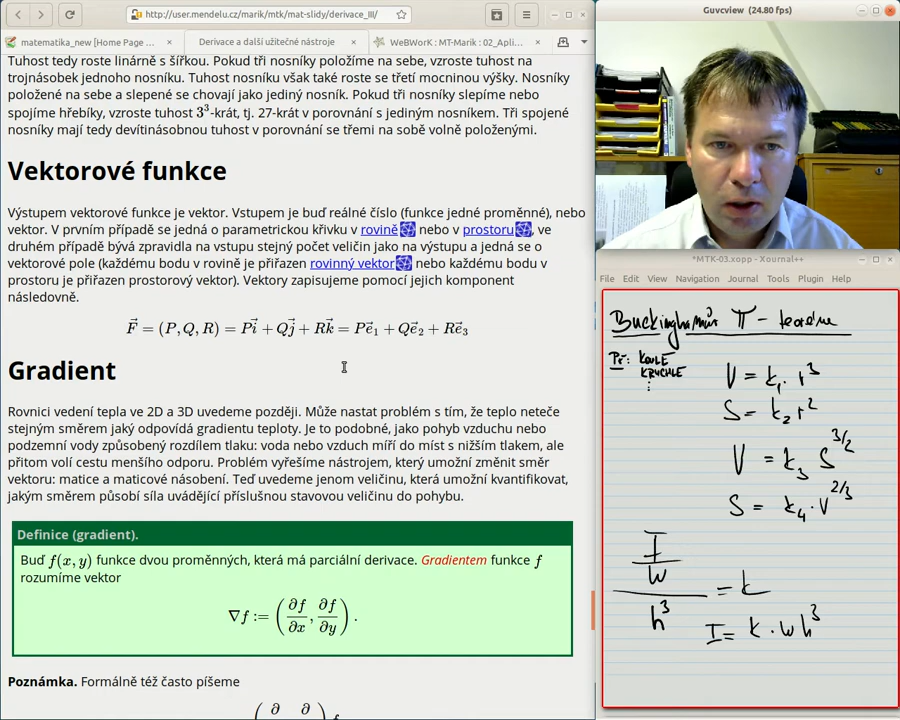 http://user.mendelu.cz/marik/mtk/mat-slidy/derivace_III/
matematika_new [Home Page ...
Derivace a další užitečné nástroje
WeBWorK : MT-Marik : 02_Apli...
Tuhost tedy roste linárně s šířkou. Pokud tři nosníky položíme na sebe, vzroste tuhost na
trojnásobek jednoho nosníku. Tuhost nosníku však také roste se třetí mocninou výšky. Nosníky
položené na sebe a slepené se chovají jako jediný nosník. Pokud tři nosníky slepíme nebo
spojíme hřebíky, vzroste tuhost 3³-krát, tj. 27-krát v porovnání s jediným nosníkem. Tři spojené
nosníky mají tedy devítinásobnou tuhost v porovnání se třemi na sobě volně položenými.
Vektorové funkce
Výstupem vektorové funkce je vektor. Vstupem je buď reálné číslo (funkce jedné proměnné), nebo
vektor. V prvním případě se jedná o parametrickou křivku v rovině nebo v prostoru, ve
druhém případě bývá zpravidla na vstupu stejný počet veličin jako na výstupu a jedná se o
vektorové pole (každému bodu v rovině je přiřazen rovinný vektor nebo každému bodu v
prostoru je přiřazen prostorový vektor). Vektory zapisujeme pomocí jejich komponent
následovně.
F⃗ = (P, Q, R) = Pi⃗ + Qj⃗ + Rk⃗ = Pe⃗₁ + Qe⃗₂ + Re⃗₃
Gradient
Rovnici vedení tepla ve 2D a 3D uvedeme později. Může nastat problém s tím, že teplo neteče
stejným směrem jaký odpovídá gradientu teploty. Je to podobné, jako pohyb vzduchu nebo
podzemní vody způsobený rozdílem tlaku: voda nebo vzduch míří do míst s nižším tlakem, ale
přitom volí cestu menšího odporu. Problém vyřešíme nástrojem, který umožní změnit směr
vektoru: matice a maticové násobení. Teď uvedeme jenom veličinu, která umožní kvantifikovat,
jakým směrem působí síla uvádějící příslušnou stavovou veličinu do pohybu.
Definice (gradient).
Buď f(x, y) funkce dvou proměnných, která má parciální derivace. Gradientem funkce f
rozumíme vektor
∇f := (∂f/∂x, ∂f/∂y).
Poznámka. Formálně též často píšeme
( ∂ ∂ )
Guvcview (24.80 fps)
*MTK-03.xopp - Xournal++
File Edit View Navigation Journal Tools Plugin Help
Buckinghamův π - teorém
Př: KOULE
KRYCHLE
⋮
V = k₁ · r³
S = k₂ r²
V = k₃ S^3/2
S = k₄ · V^2/3
I
w
= k
h³
I = k · w h³